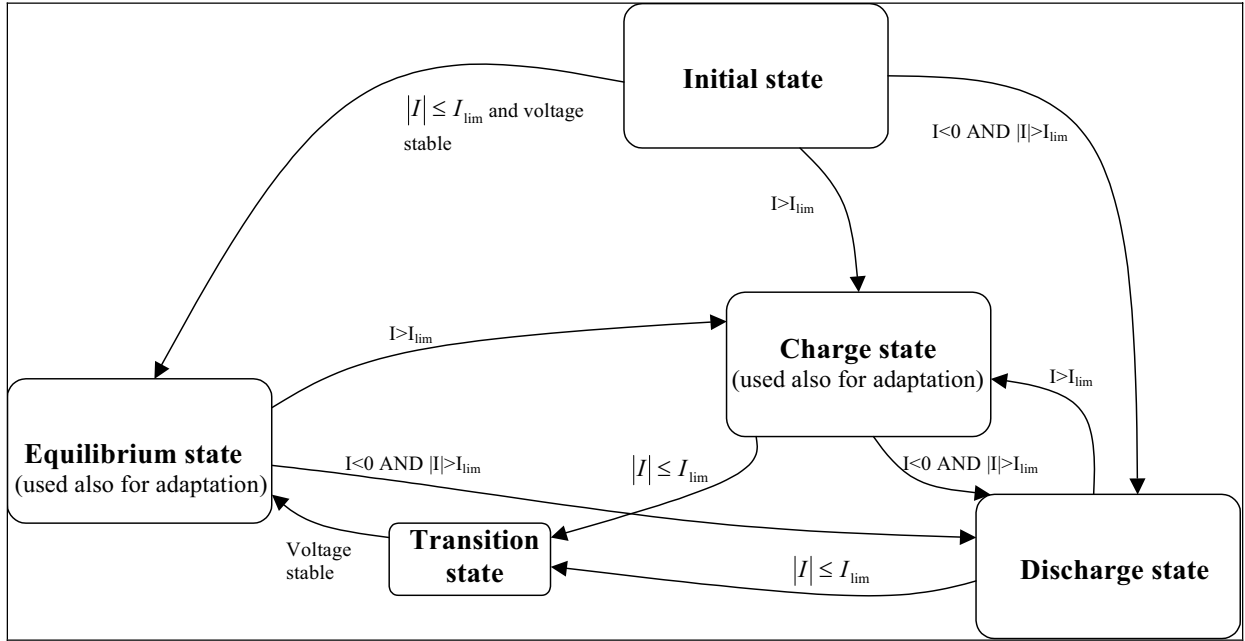 Initial state
|I| ≤ I_lim and voltage
stable
I<0 AND |I|>I_lim
I>I_lim
I>I_lim
Charge state
(used also for adaptation)
I>I_lim
Equilibrium state
(used also for adaptation)
I<0 AND |I|>I_lim
|I| ≤ I_lim
I<0 AND |I|>I_lim
Voltage
stable
Transition
state
|I| ≤ I_lim
Discharge state